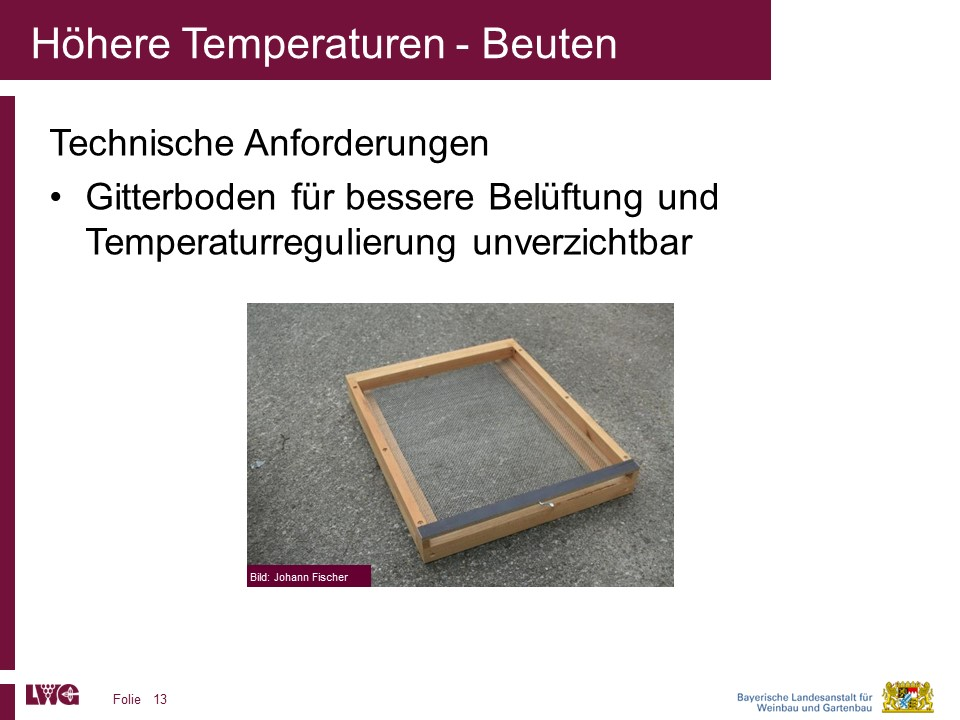 Höhere Temperaturen - Beuten
Technische Anforderungen
• Gitterboden für bessere Belüftung und
Temperaturregulierung unverzichtbar
Bild: Johann Fischer
LWG
Folie 13
Bayerische Landesanstalt für
Weinbau und Gartenbau